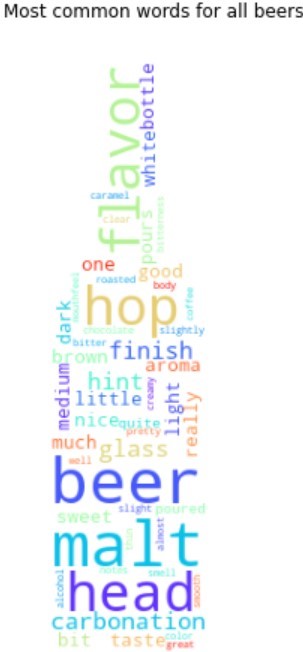 Most common words for all beers
flavor
white
bottle
caramel
clear
pours
bitterness
one
good
roasted
body
mouthfeel
hop
coffee
dark
chocolate
slightly
bitter
finish
brown
aroma
medium
hint
creamy
little
light
really
nice
quite
pretty
much
glass
well
beer
slight
poured
sweet
almost
thin
malt
notes
smell
alcohol
head
smooth
carbonation
bit
taste
color
great